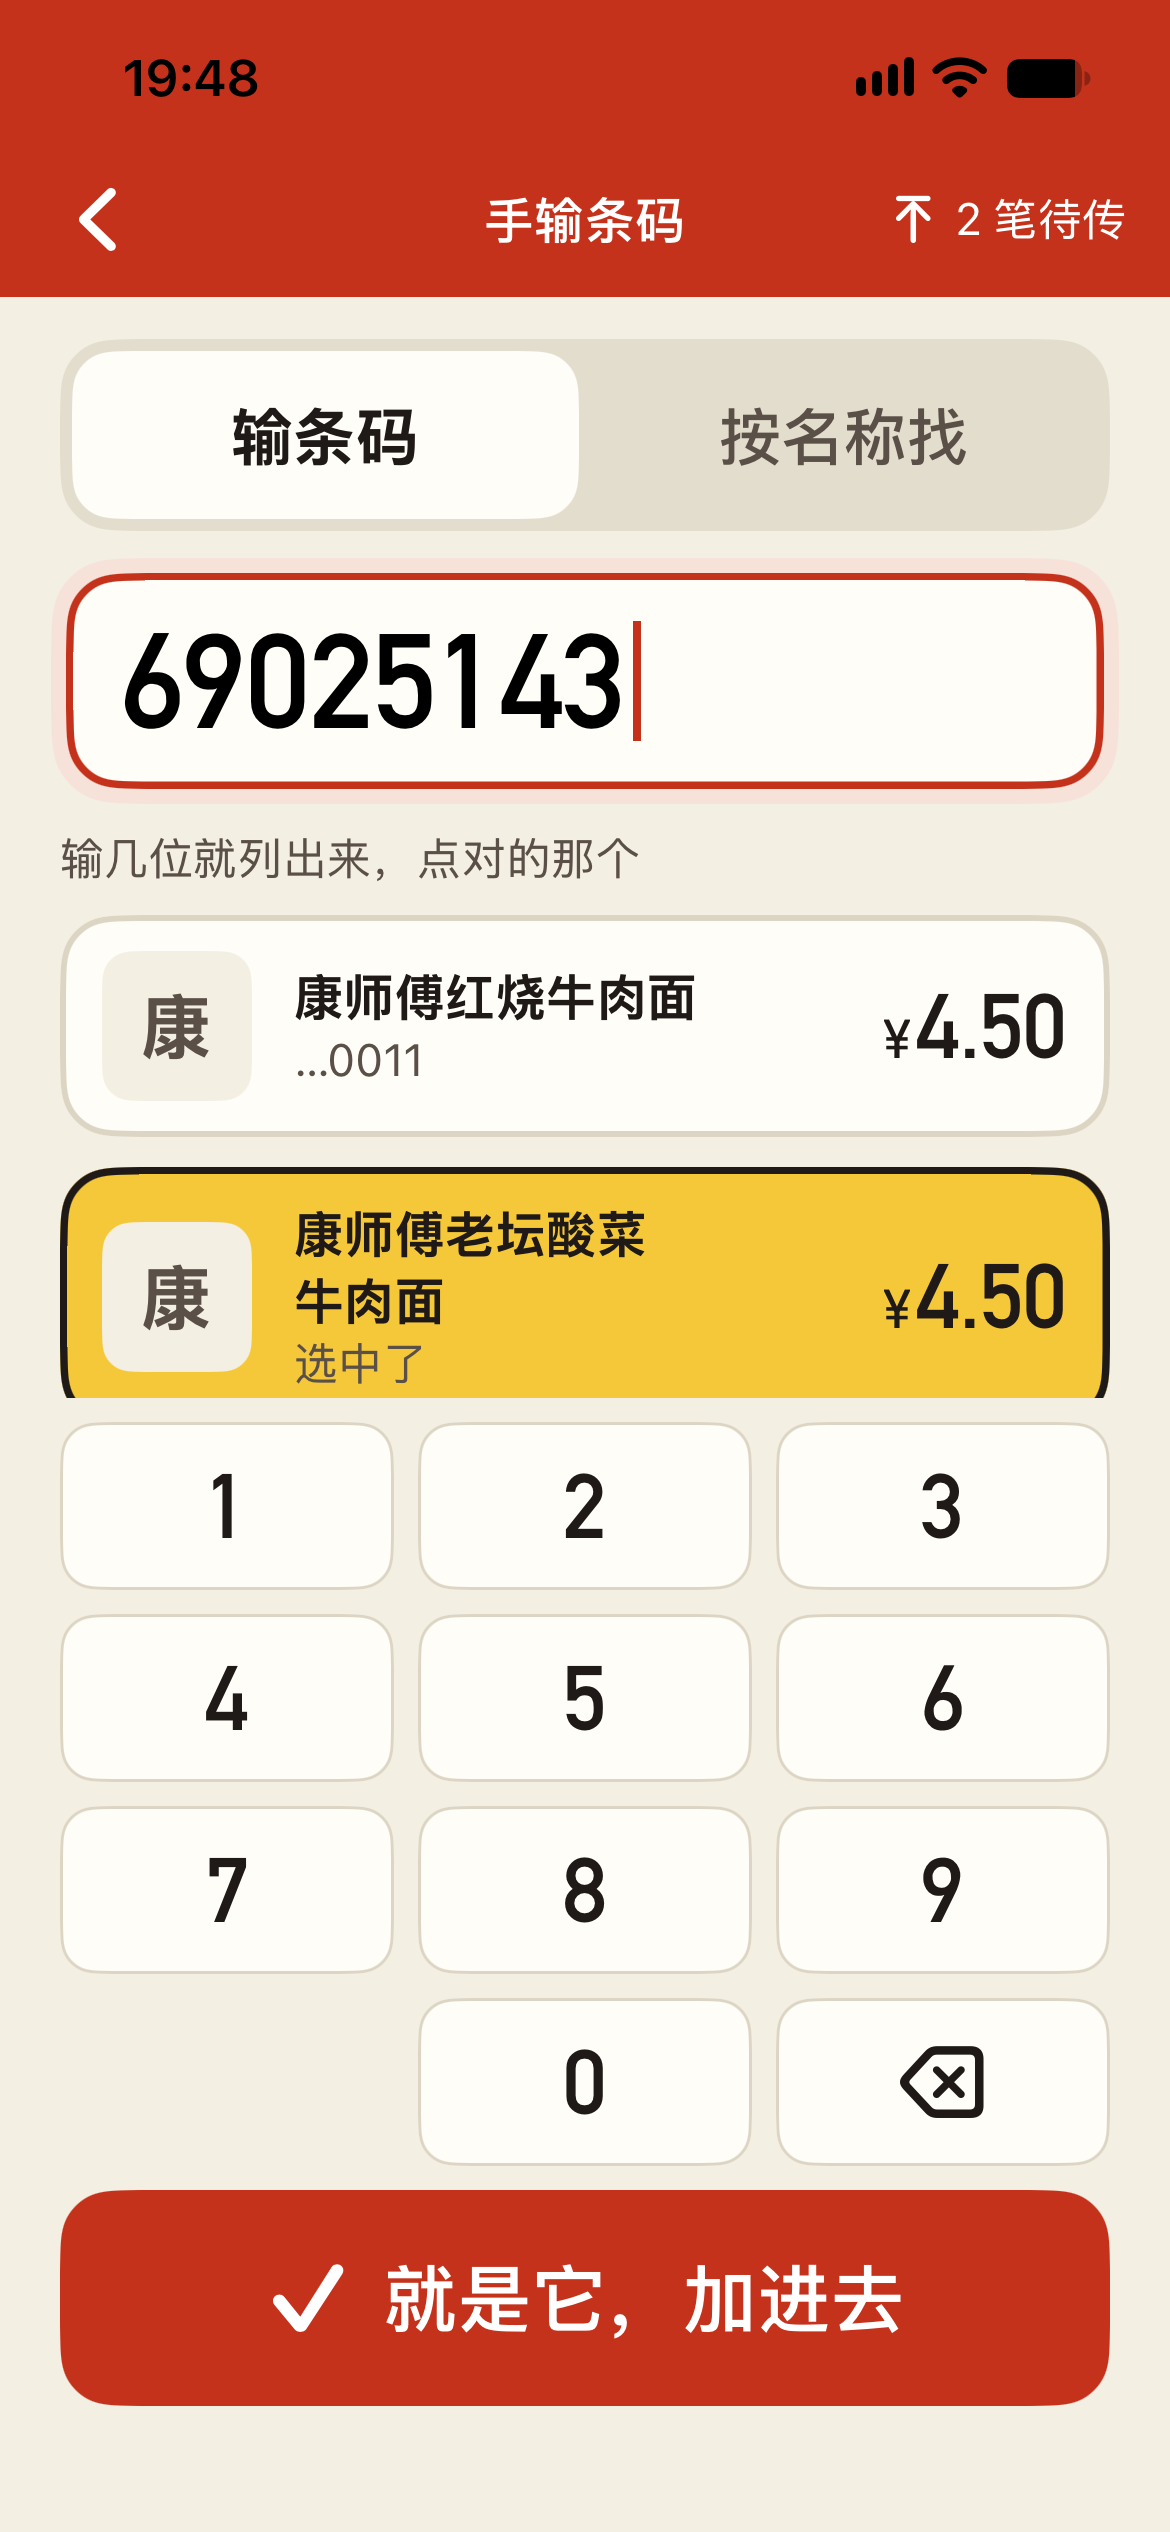 19:48
手输条码
2 笔待传
输条码
按名称找
69025143
输几位就列出来，点对的那个
康
康师傅红烧牛肉面
...0011
¥4.50
康
康师傅老坛酸菜
牛肉面
选中了
¥4.50
1
2
3
4
5
6
7
8
9
0
就是它，加进去